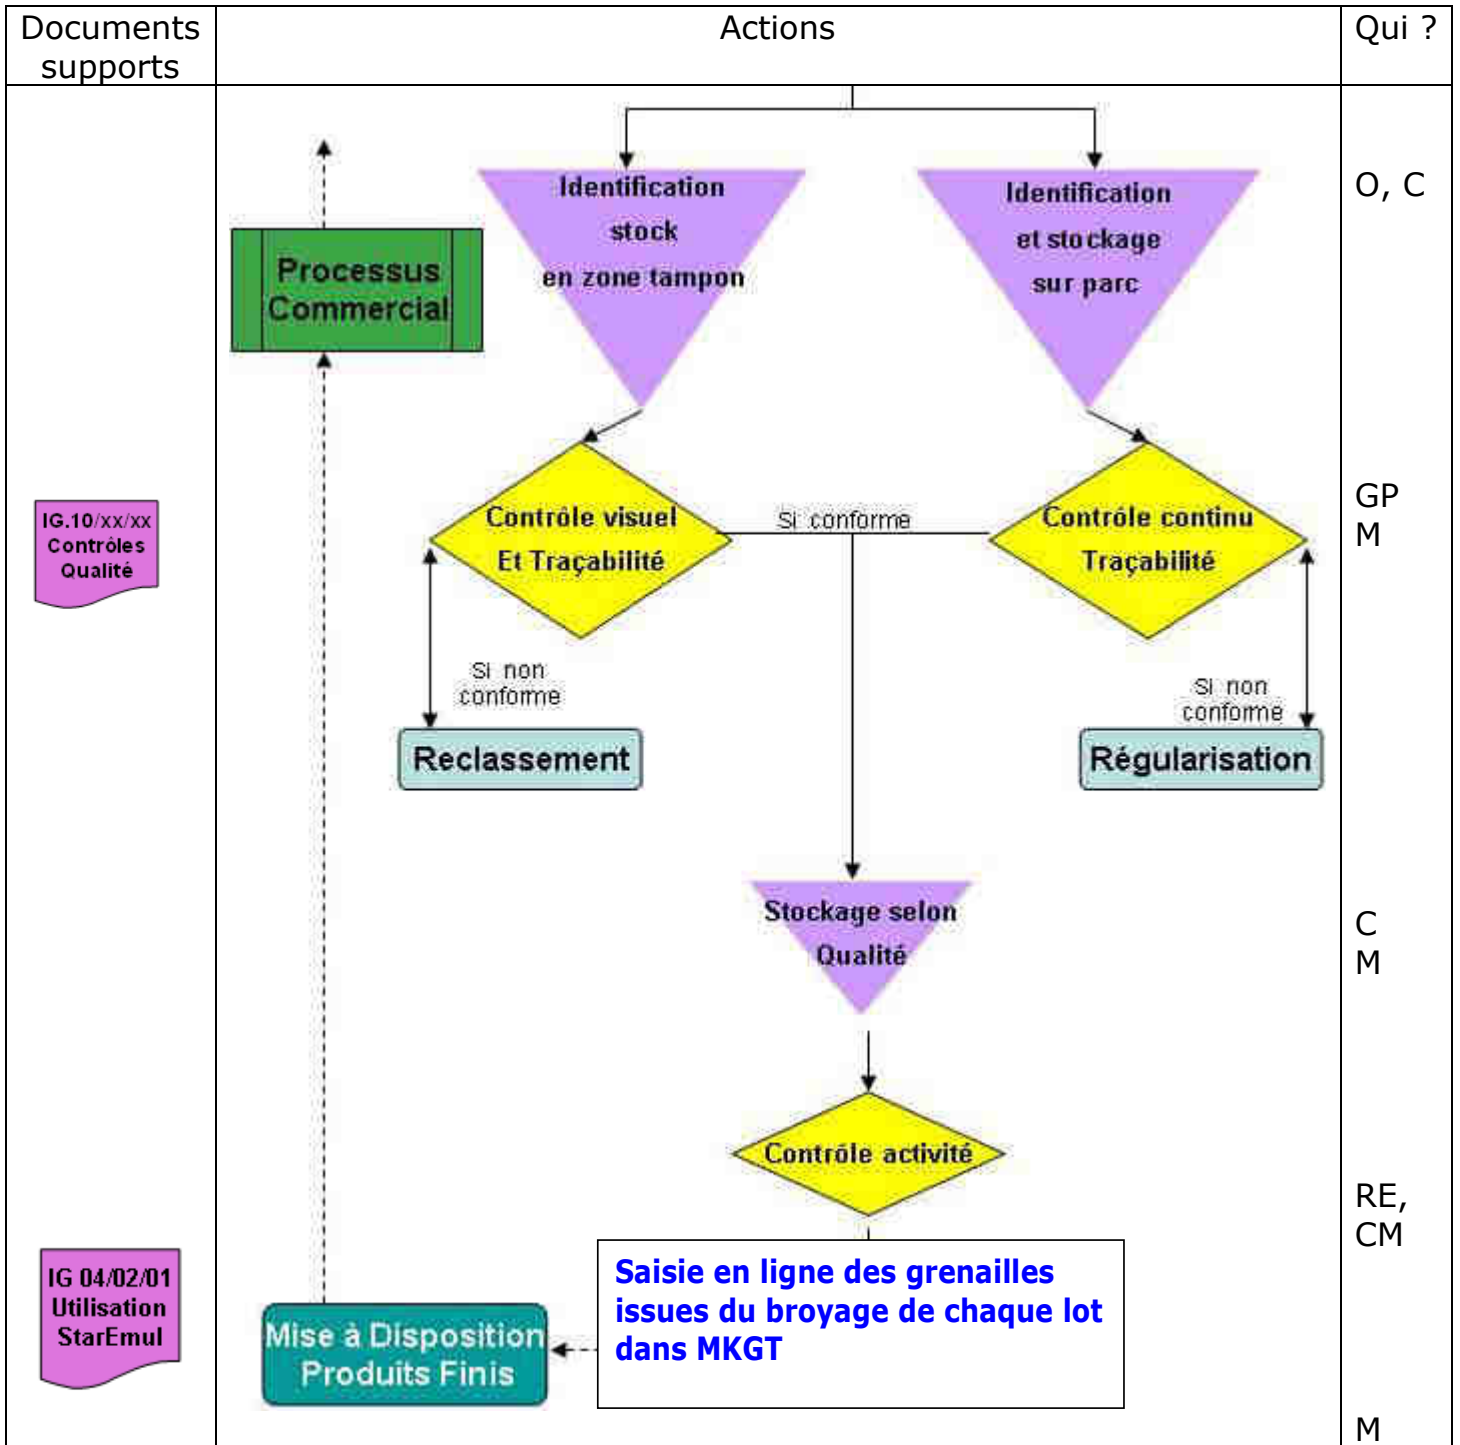 Documents
supports
Actions
Qui ?
Identification
stock
en zone tampon
Identification
et stockage
sur parc
O, C
Processus
Commercial
IG.10/xx/xx
Contrôles
Qualité
Contrôle visuel
Et Traçabilité
Si conforme
Contrôle continu
Traçabilité
GP
M
Si non
conforme
Si non
conforme
Reclassement
Régularisation
Stockage selon
Qualité
C
M
Contrôle activité
RE,
CM
IG 04/02/01
Utilisation
StarEmul
Mise à Disposition
Produits Finis
Saisie en ligne des grenailles
issues du broyage de chaque lot
dans MKGT
M